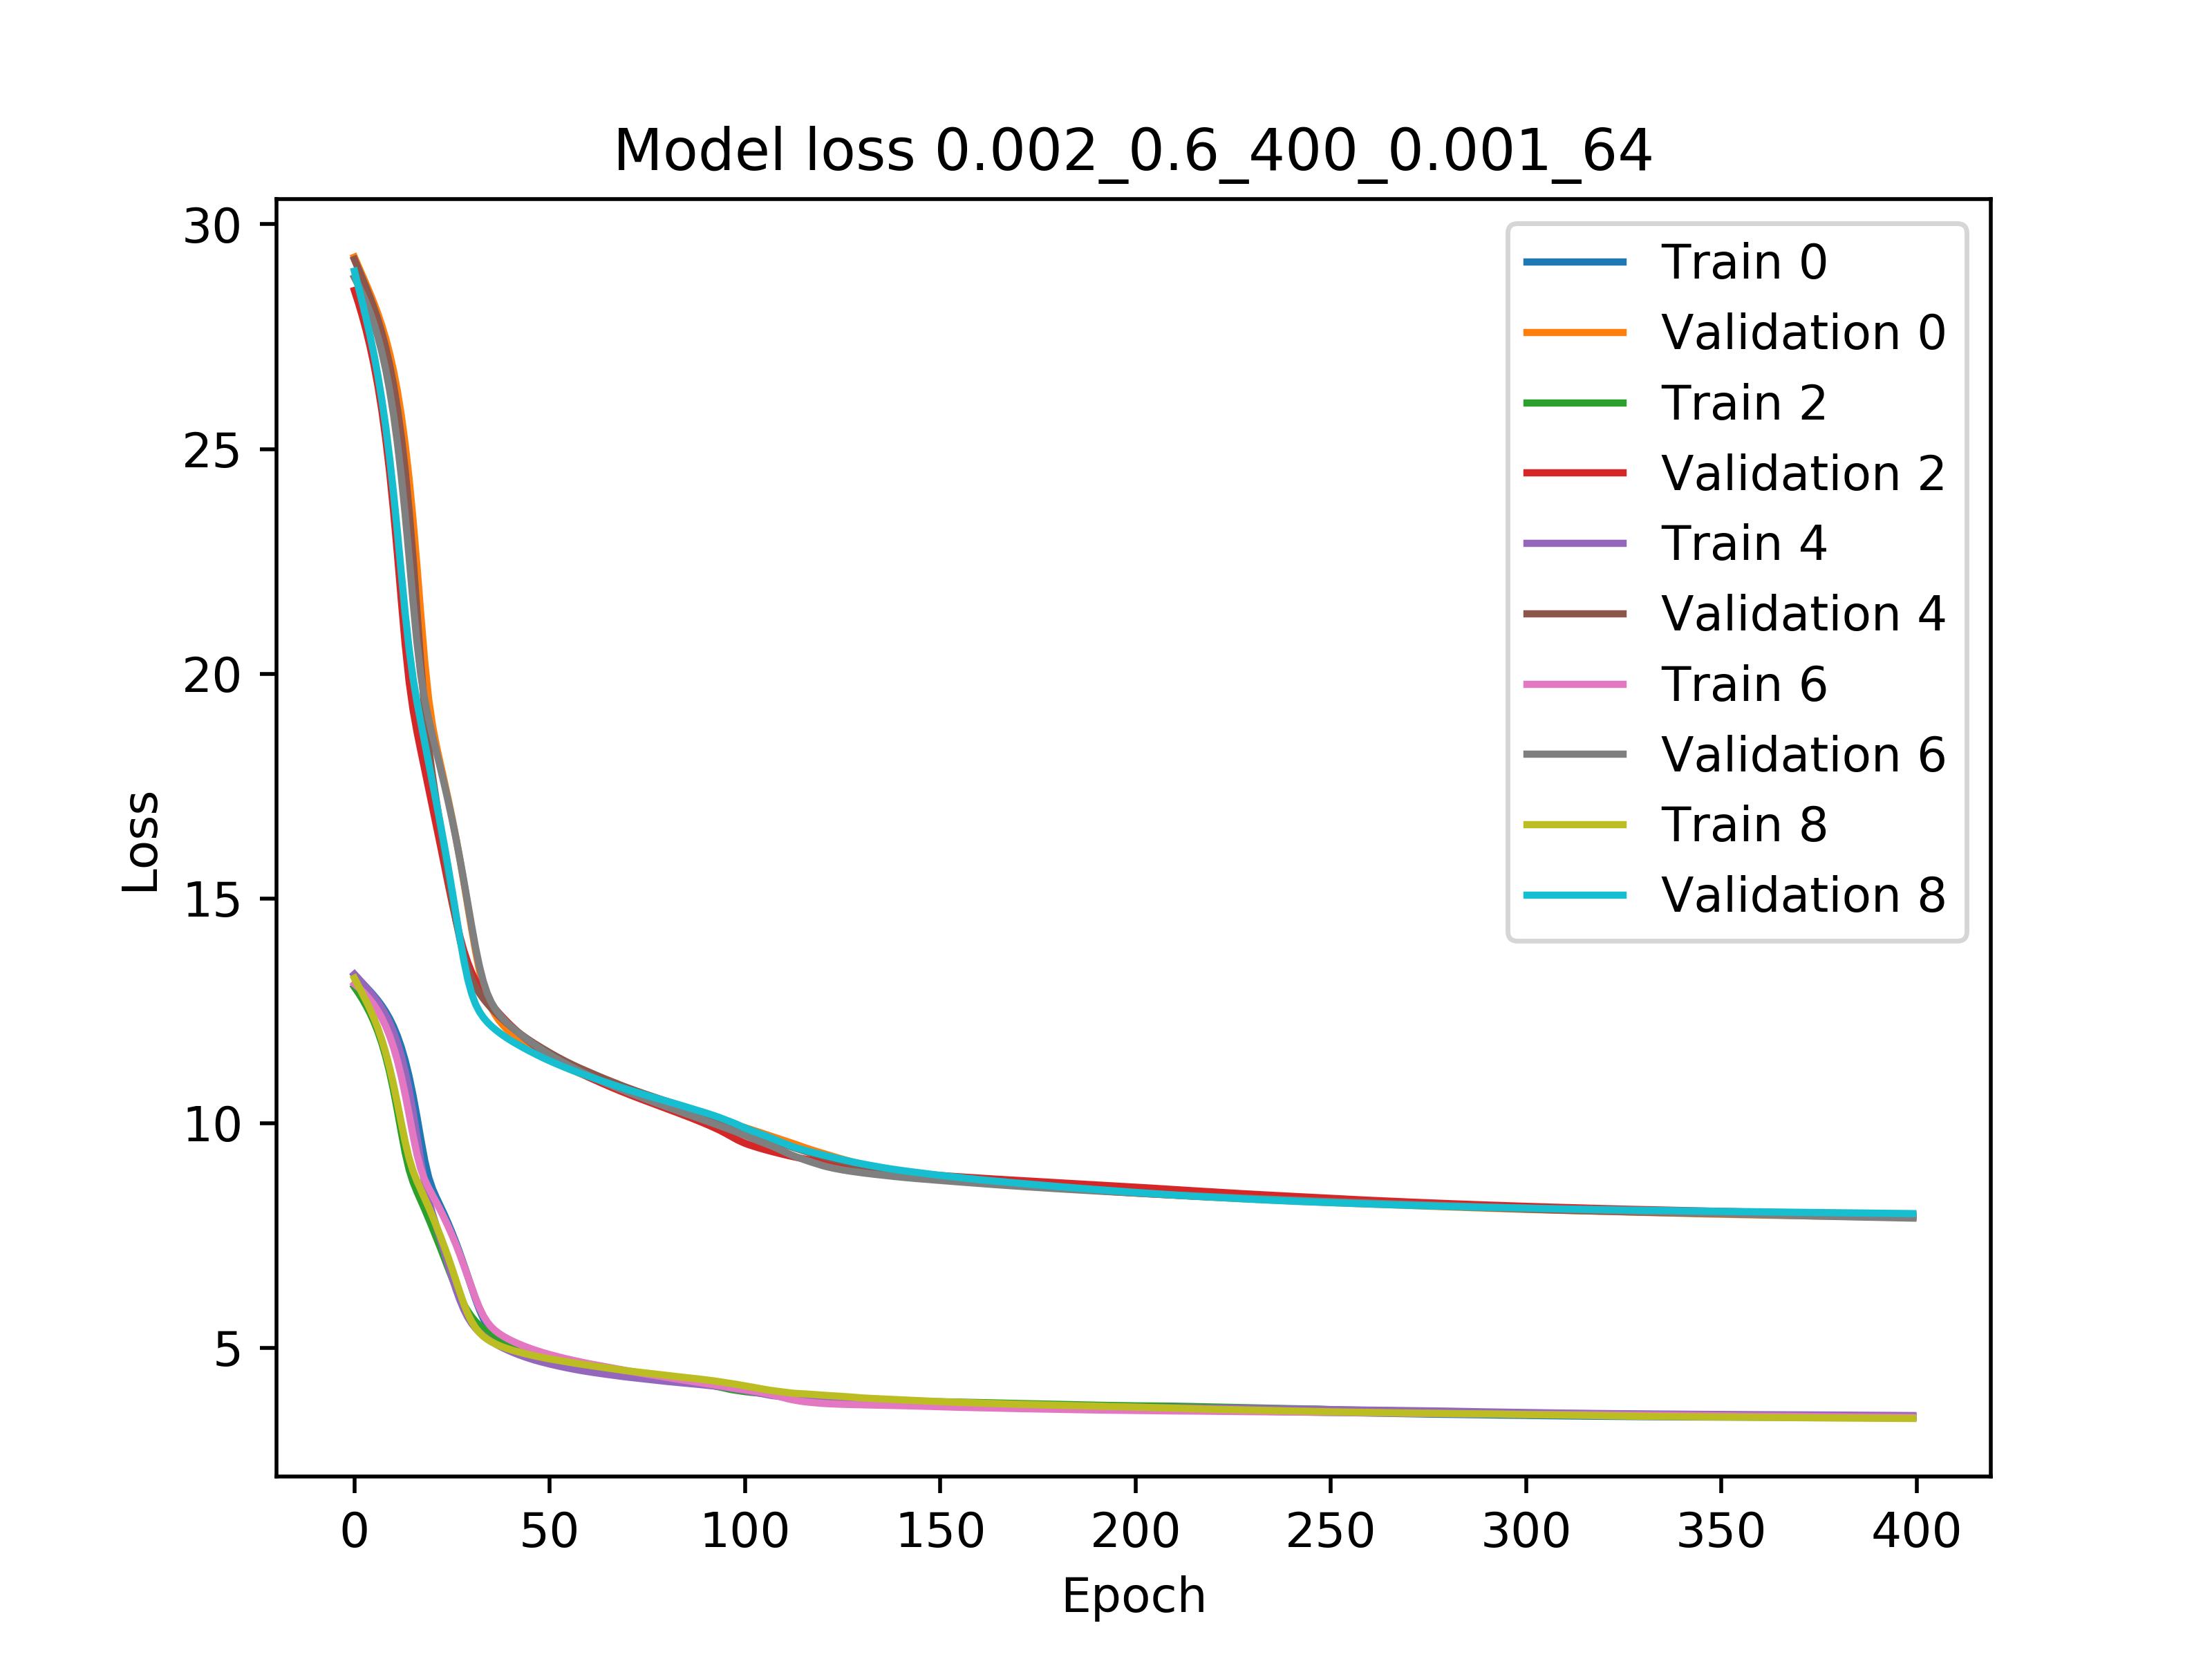 Model loss 0.002_0.6_400_0.001_64
30
25
20
15
10
5
Loss
Train 0
Validation 0
Train 2
Validation 2
Train 4
Validation 4
Train 6
Validation 6
Train 8
Validation 8
0 50 100 150 200 250 300 350 400
Epoch